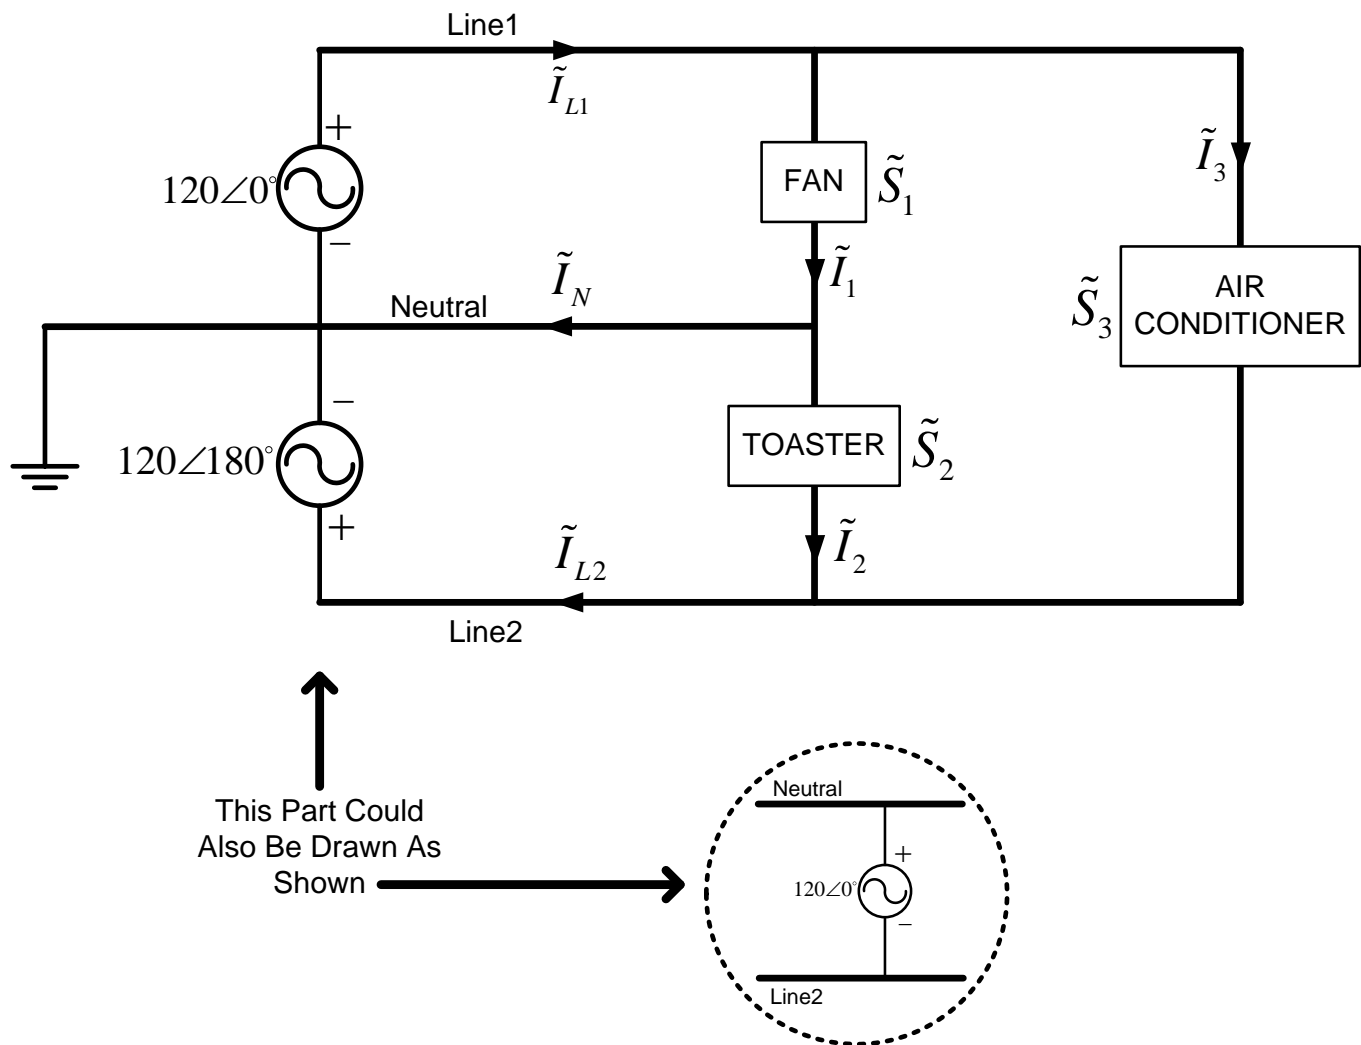 Line1
Ĩ_L1
+
120∠0°
−
FAN
S̃_1
Ĩ_3
Ĩ_N
Ĩ_1
Neutral
AIR
CONDITIONER
S̃_3
−
120∠180°
+
TOASTER
S̃_2
Ĩ_L2
Ĩ_2
Line2
This Part Could
Also Be Drawn As
Shown
Neutral
+
120∠0°
−
Line2